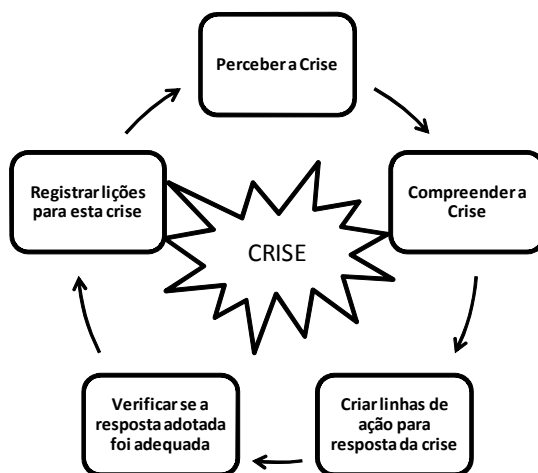 Perceber a Crise
Compreender a
Crise
Criar linhas de
ação para
resposta da crise
Verificar se a
resposta adotada
foi adequada
Registrar lições
para esta crise
CRISE